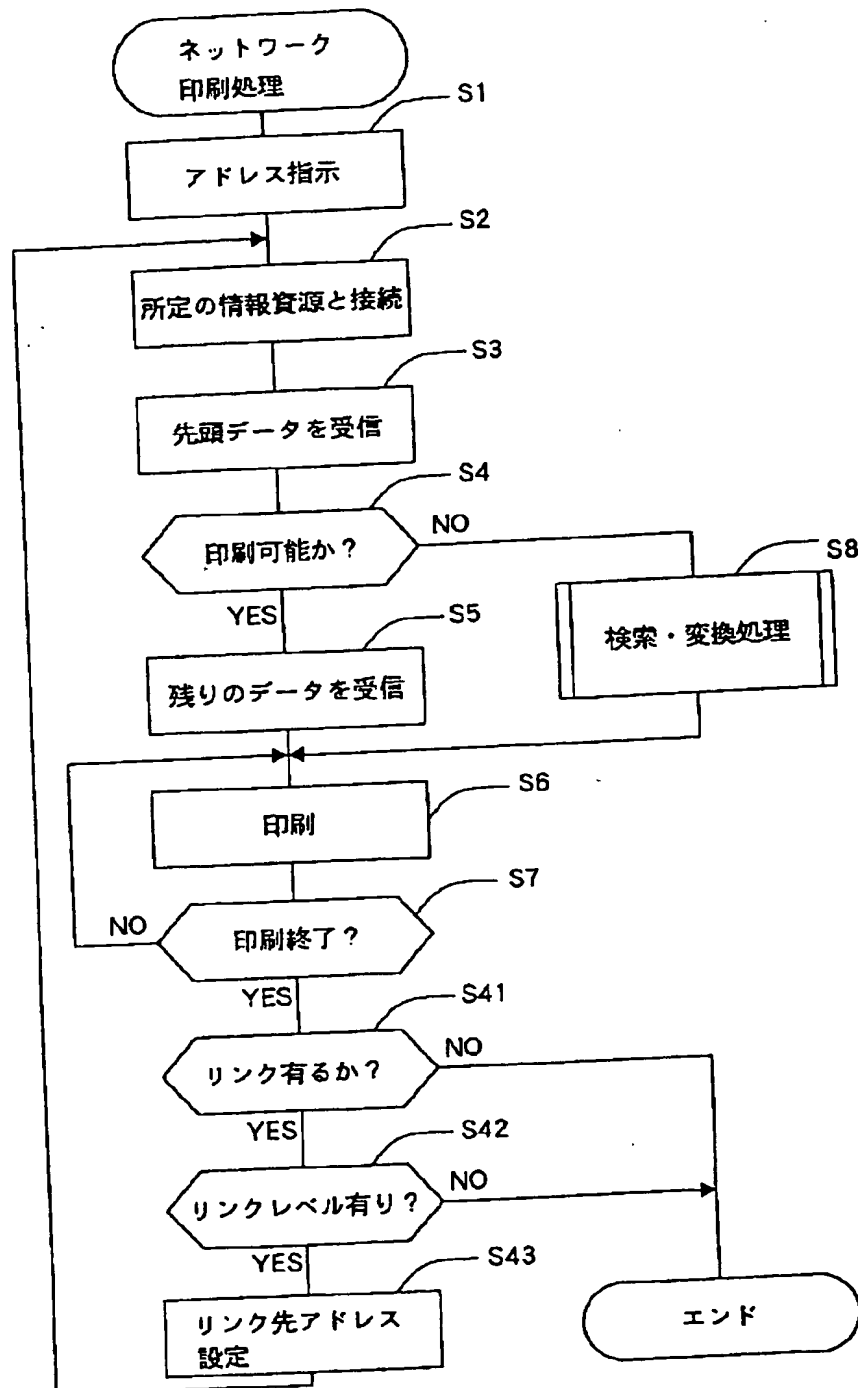 ネットワーク
印刷処理
S1
アドレス指示
S2
所定の情報資源と接続
S3
先頭データを受信
S4
印刷可能か？
NO
S8
検索・変換処理
YES
S5
残りのデータを受信
S6
印刷
S7
NO
印刷終了？
YES
S41
リンク有るか？
NO
YES
S42
リンクレベル有り？
NO
YES
S43
リンク先アドレス
設定
エンド